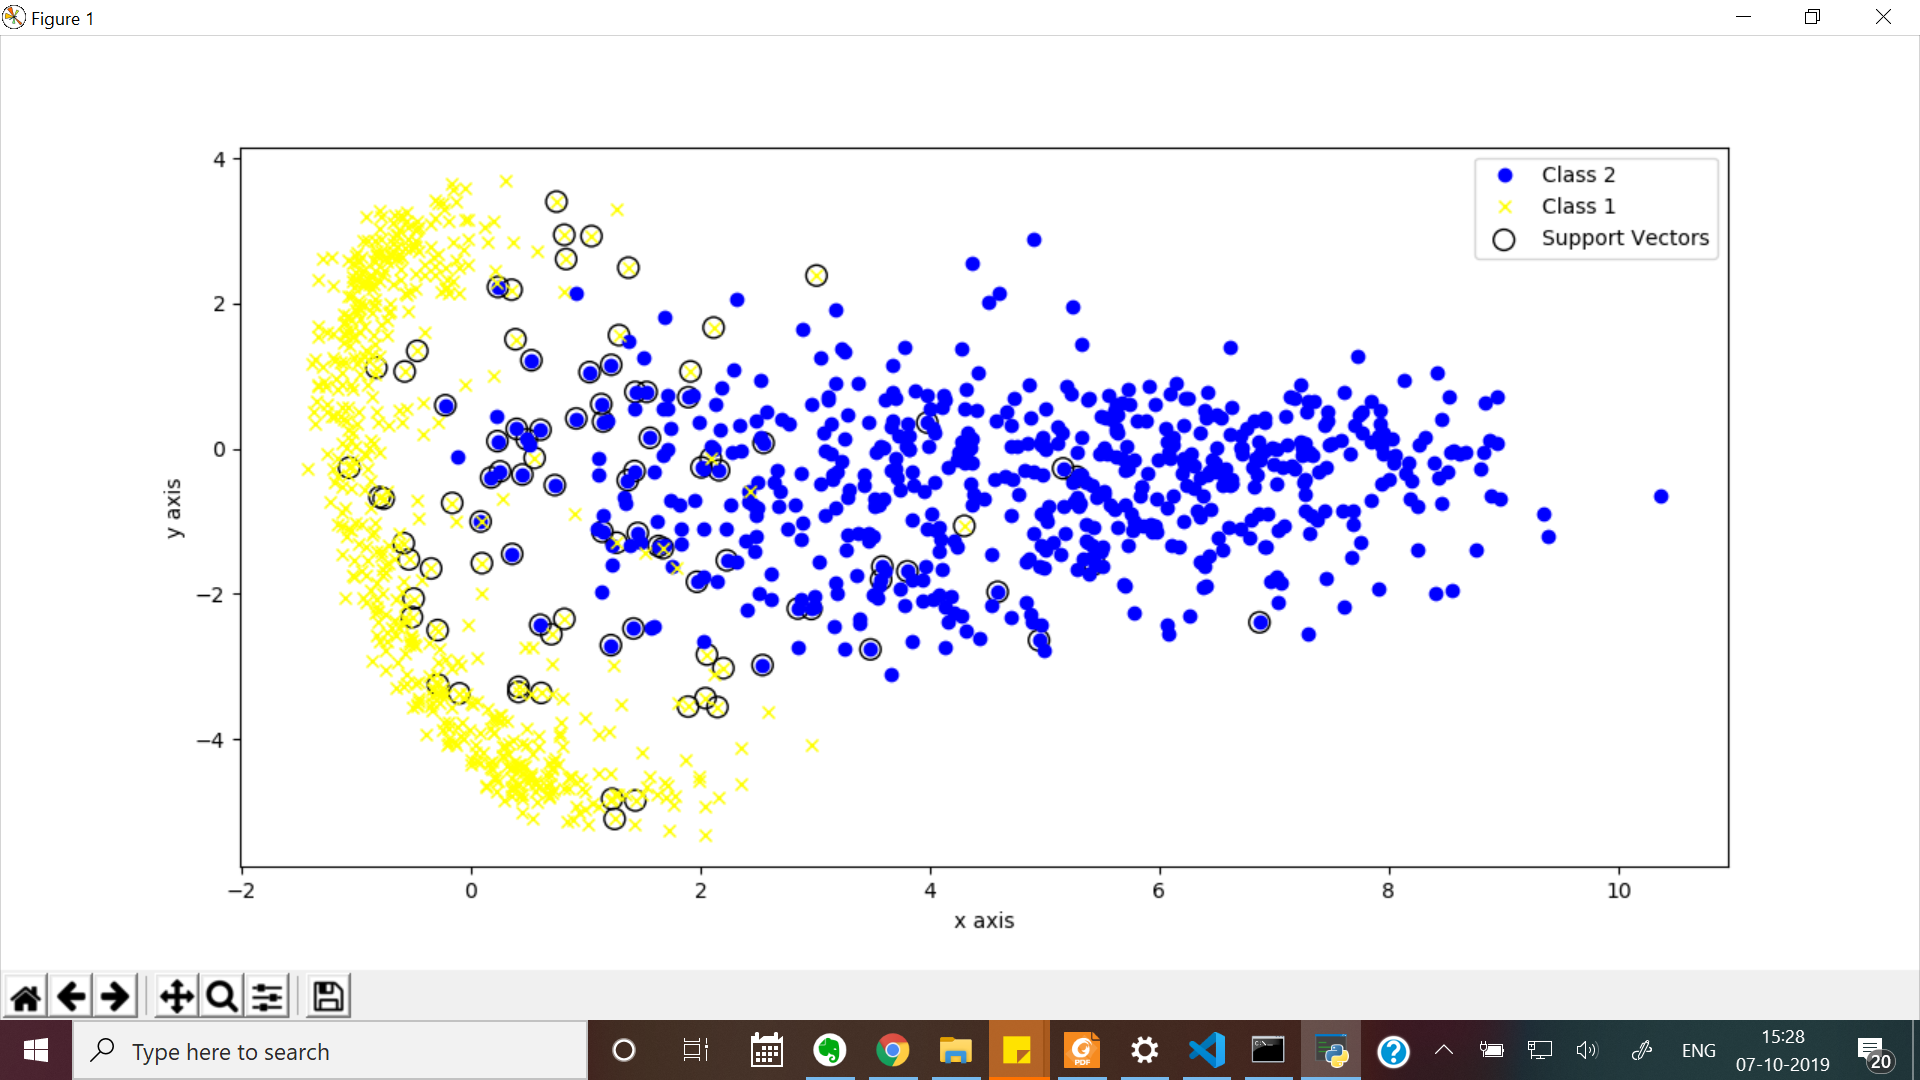 Figure 1
4
2
0
−2
−4
y axis
−2 0 2 4 6 8 10
x axis
Class 2
Class 1
Support Vectors
Type here to search
PDF
C:\_
?
ENG
15:28
07-10-2019
20